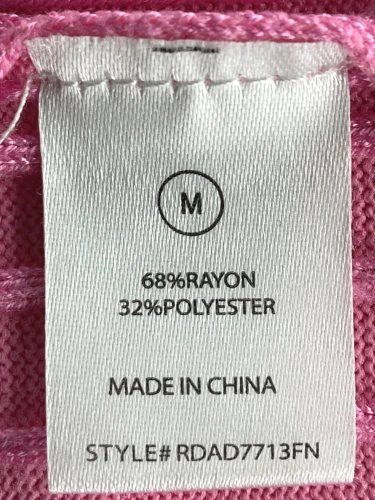 M
68%RAYON
32%POLYESTER
MADE IN CHINA
STYLE# RDAD7713FN